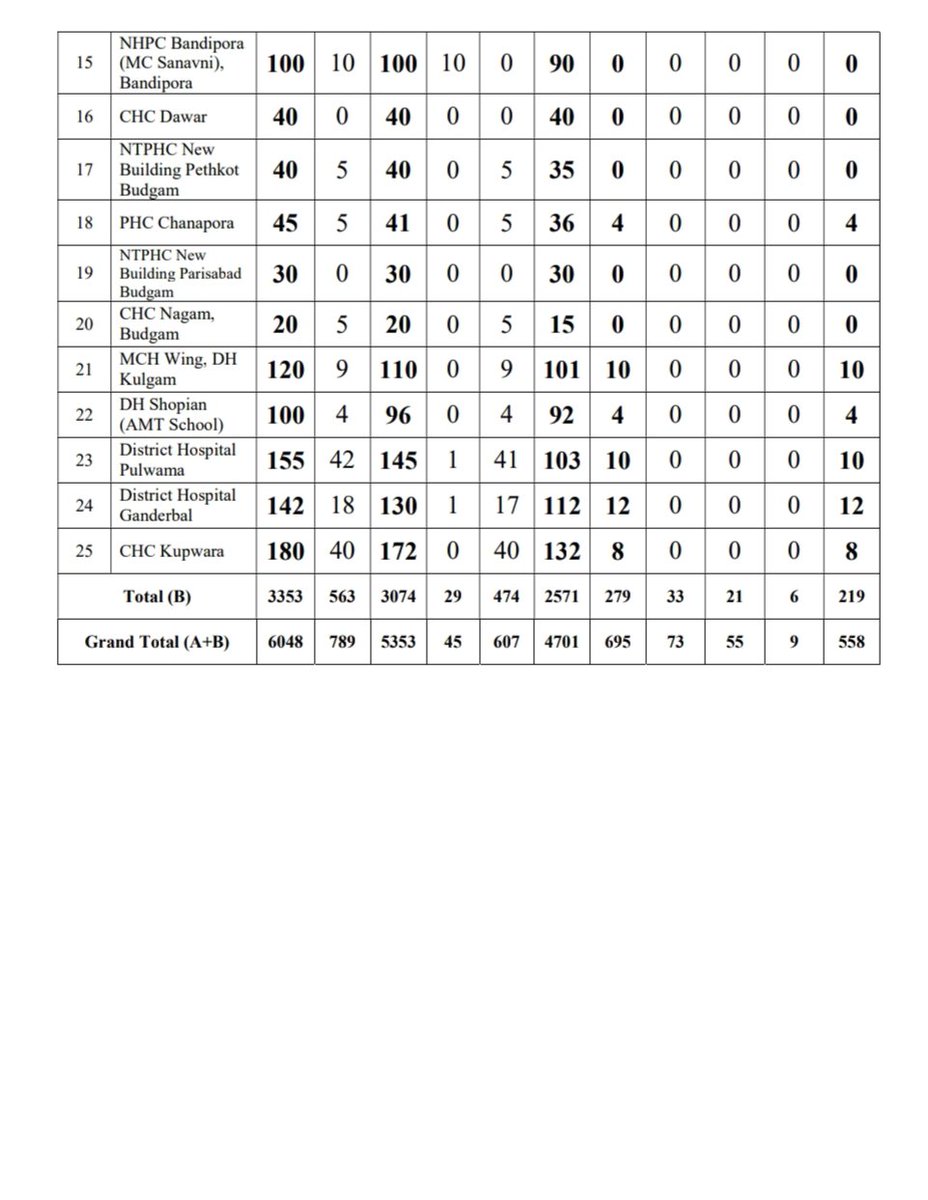 15 NHPC Bandipora (MC Sanavni), Bandipora 100 10 100 10 0 90 0 0 0 0 0
16 CHC Dawar 40 0 40 0 0 40 0 0 0 0 0
17 NTPHC New Building Pethkot Budgam 40 5 40 0 5 35 0 0 0 0 0
18 PHC Chanapora 45 5 41 0 5 36 4 0 0 0 4
19 NTPHC New Building Parisabad Budgam 30 0 30 0 0 30 0 0 0 0 0
20 CHC Nagam, Budgam 20 5 20 0 5 15 0 0 0 0 0
21 MCH Wing, DH Kulgam 120 9 110 0 9 101 10 0 0 0 10
22 DH Shopian (AMT School) 100 4 96 0 4 92 4 0 0 0 4
23 District Hospital Pulwama 155 42 145 1 41 103 10 0 0 0 10
24 District Hospital Ganderbal 142 18 130 1 17 112 12 0 0 0 12
25 CHC Kupwara 180 40 172 0 40 132 8 0 0 0 8
Total (B) 3353 563 3074 29 474 2571 279 33 21 6 219
Grand Total (A+B) 6048 789 5353 45 607 4701 695 73 55 9 558